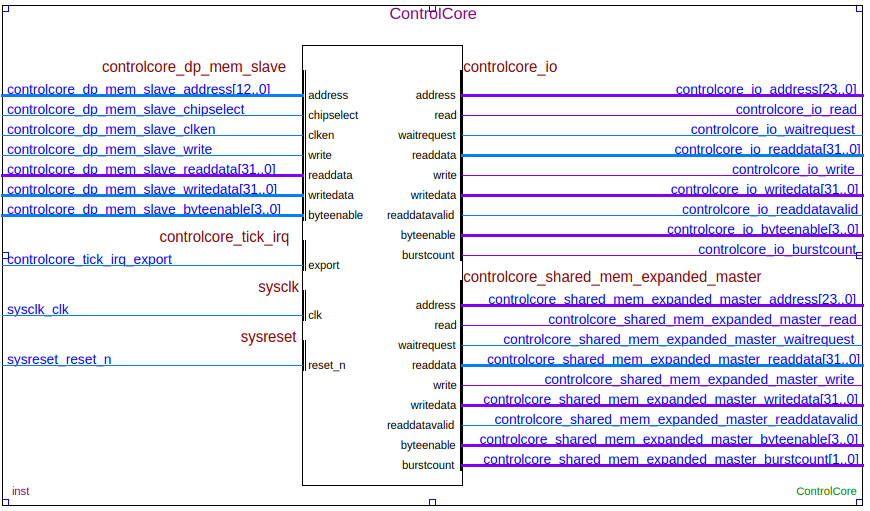 ControlCore
controlcore_dp_mem_slave
controlcore_dp_mem_slave_address[12..0] address
controlcore_dp_mem_slave_chipselect chipselect
controlcore_dp_mem_slave_clken clken
controlcore_dp_mem_slave_write write
controlcore_dp_mem_slave_readdata[31..0] readdata
controlcore_dp_mem_slave_writedata[31..0] writedata
controlcore_dp_mem_slave_byteenable[3..0] byteenable
controlcore_tick_irq
controlcore_tick_irq_export export
sysclk
sysclk_clk clk
sysreset
sysreset_reset_n reset_n
controlcore_io
address controlcore_io_address[23..0]
read controlcore_io_read
waitrequest controlcore_io_waitrequest
readdata controlcore_io_readdata[31..0]
write controlcore_io_write
writedata controlcore_io_writedata[31..0]
readdatavalid controlcore_io_readdatavalid
byteenable controlcore_io_byteenable[3..0]
burstcount controlcore_io_burstcount
controlcore_shared_mem_expanded_master
address controlcore_shared_mem_expanded_master_address[23..0]
read controlcore_shared_mem_expanded_master_read
waitrequest controlcore_shared_mem_expanded_master_waitrequest
readdata controlcore_shared_mem_expanded_master_readdata[31..0]
write controlcore_shared_mem_expanded_master_write
writedata controlcore_shared_mem_expanded_master_writedata[31..0]
readdatavalid controlcore_shared_mem_expanded_master_readdatavalid
byteenable controlcore_shared_mem_expanded_master_byteenable[3..0]
burstcount controlcore_shared_mem_expanded_master_burstcount[1..0]
inst
ControlCore